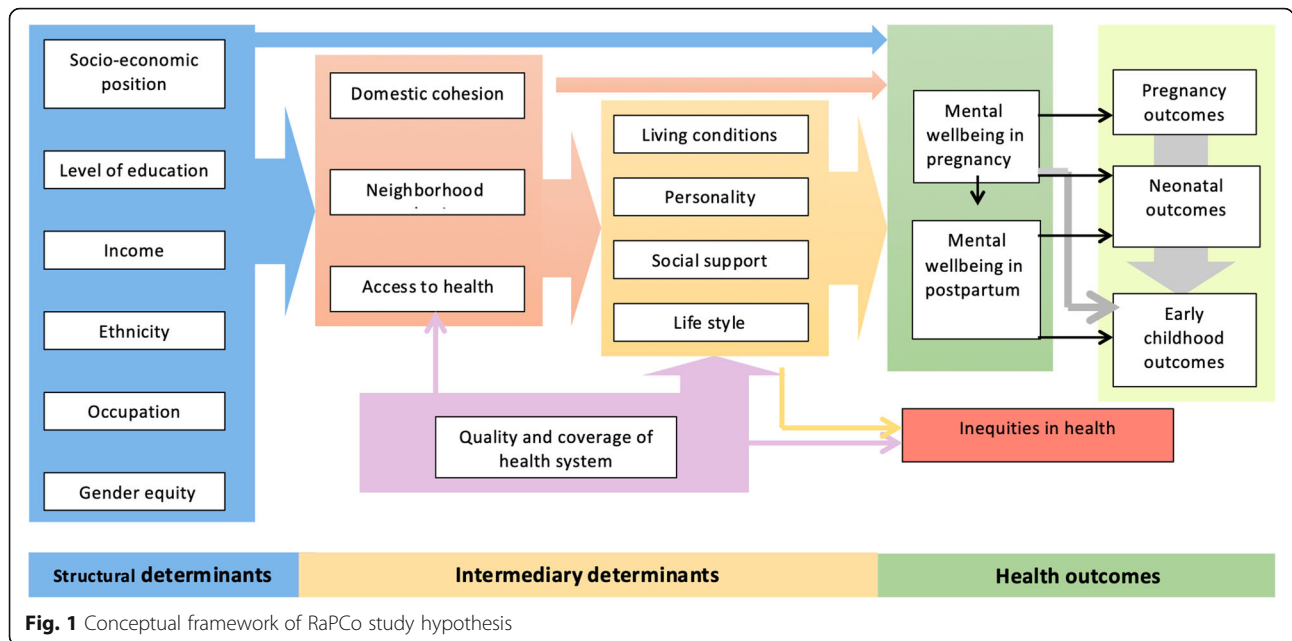 Socio-economic
position
Level of education
Income
Ethnicity
Occupation
Gender equity
Domestic cohesion
Neighborhood
Access to health
Living conditions
Personality
Social support
Life style
Quality and coverage of
health system
Mental
wellbeing in
pregnancy
Mental
wellbeing in
postpartum
Pregnancy
outcomes
Neonatal
outcomes
Early
childhood
outcomes
Inequities in health
Structural determinants
Intermediary determinants
Health outcomes
Fig. 1 Conceptual framework of RaPCo study hypothesis